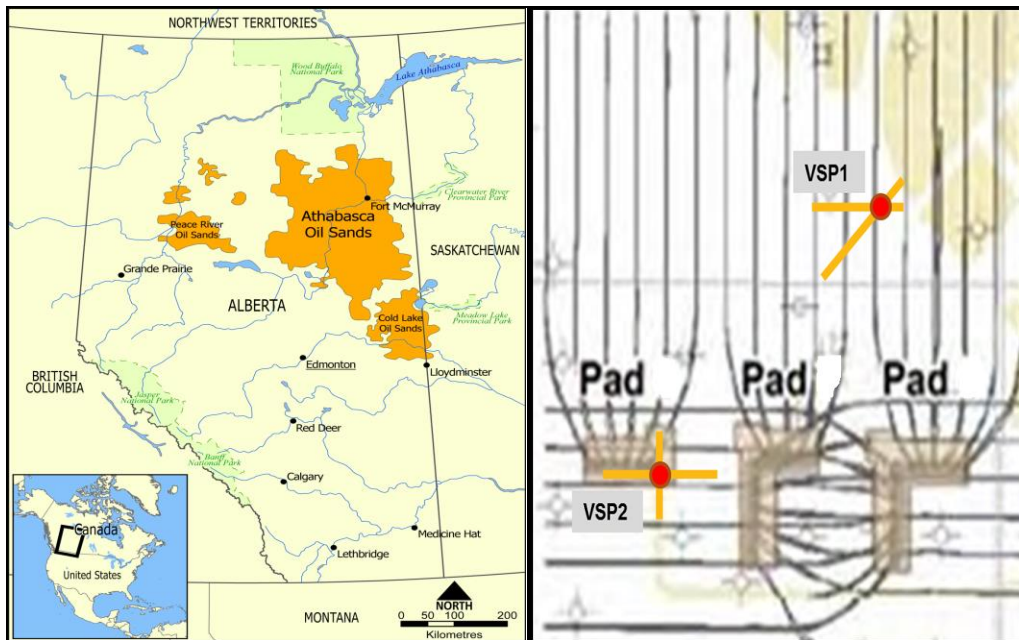 NORTHWEST TERRITORIES
Wood Buffalo
National Park
Lake Athabasca
Peace River
Oil Sands
Athabasca
Oil Sands
Fort McMurray
Clearwater River
Provincial Park
SASKATCHEWAN
Grande Prairie
ALBERTA
Cold Lake
Oil Sands
Meadow Lake
Provincial Park
BRITISH
COLUMBIA
Edmonton
Lloydminster
Jasper
National Park
Red Deer
Banff
National Park
Calgary
Medicine Hat
Lethbridge
Canada
United States
MONTANA
NORTH
0 50 100 200
Kilometres
VSP1
Pad Pad Pad
VSP2